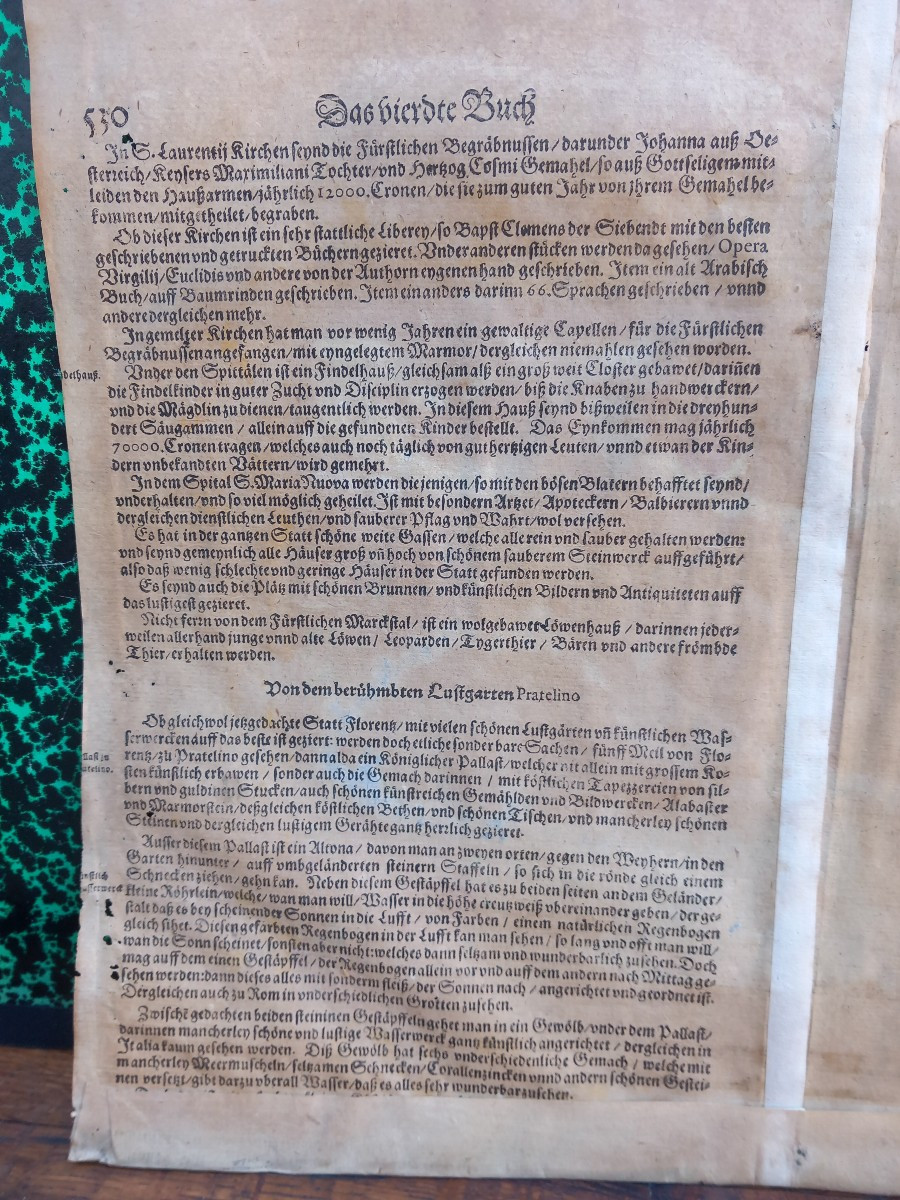 530
Das vierdte Buch
In S. Laurentij Kirchen seynd die Fürstlichen Begräbnussen / darunder Johanna auß Oe-
sterreich / Keysers Maximiliani Tochter / vnd Hertzog Cosmi Gemahel / so auß Gottseligem mit-
leiden den Haußarmen / jährlich 12000. Cronen / die sie zum guten Jahr von jhrem Gemahel be-
kommen / mitgetheilet / begraben.
Ob dieser Kirchen ist ein sehr stattliche Liberey / so Bapst Clemens der Siebendt mit den besten
geschriebenen vnd getruckten Büchern gezieret. Vnder anderen stücken werden da gesehen / Opera
Virgilij / Euclidis vnd andere von der Authorn eygenen hand geschrieben. Item ein alt Arabisch
Buch / auff Baumrinden geschrieben. Item ein anders darinn 66. Sprachen geschrieben / vnnd
andere dergleichen mehr.
In gemelter Kirchen hat man vor wenig Jahren ein gewaltige Capellen / für die Fürstlichen
Begräbnussen angefangen / mit eyngelegtem Marmor / dergleichen niemahlen gesehen worden.
delhauß.
Vnder den Spittälen ist ein Findelhauß / gleichsam alß ein groß weit Closter gebawet / dariñen
die Findelkinder in guter Zucht vnd Disciplin erzogen werden / biß die Knaben zu handwerckern /
vnd die Mägdlin zu dienen / taugentlich werden. In diesem Hauß seynd bißweilen in die dreyhun-
dert Säugammen / allein auff die gefundenen Kinder bestelle. Das Eynkommen mag jährlich
70000. Cronen tragen / welches auch noch täglich von gut hertzigen Leuten / vnnd etwan der Kin-
dern vnbekandten Vättern / wird gemehrt.
In dem Spital S. Maria Nuova werden die jenigen / so mit den bösen Blatern behafftet seynd /
vnderhalten / vnd so viel möglich geheilet. Ist mit besondern Artzet / Apoteckern / Balbierern vnnd
dergleichen dienstlichen Leuthen / vnd sauberer Pflag vnd Wahrt / wol versehen.
Es hat in der gantzen Statt schöne weite Gassen / welche alle rein vnd sauber gehalten werden:
vnd seynd gemeynlich alle Häuser groß vñ hoch von schönem sauberem Steinwerck auffgeführt /
also daß wenig schlechte vnd geringe Häuser in der Statt gefunden werden.
Es seynd auch die Plätz mit schönen Brunnen / vnd künstlichen Bildern vnd Antiquiteten auff
das lustigest gezieret.
Nicht fern von dem Fürstlichen Marckstal / ist ein wolgebawet Löwenhauß / darinnen jeder-
weilen allerhand junge vnnd alte Löwen / Leoparden / Tygerthier / Bären vnd andere frömbde
Thier / erhalten werden.
Von dem berühmbten Lustgarten Pratelino
Ob gleich wol jetzgedachte Statt Florentz / mit vielen schönen Lustgärten vñ künstlichen Was-
serwercken auff das beste ist geziert: werden doch etliche sonderbare Sachen / fünff Meil von Flo-
rentz / zu Pratelino gesehen / dann alda ein Königlicher Pallast / welcher nit allein mit grossem Ko-
sten künstlich erbawen / sonder auch die Gemach darinnen / mit köstlichen Tapezzereien von sil-
bern vnd guldinen Stucken / auch schönen künstreichen Gemählden vnd Bildwercken / Alabaster
vnd Marmorstein / deßgleichen köstlichen Bethen / vnd schönen Tischen / vnd mancherley schönen
Steinen vnd dergleichen lustigem Gerähte gantz herzlich gezieret.
Ausser diesem Pallast ist ein Altona / davon man an zweyen orten / gegen den Weyhern / in den
Garten hinunter / auff vmbgeländerten steinern Staffeln / so sich in die rönde gleich einem
Schnecken ziehen / gehn kan. Neben diesem Gestäpffel hat es zu beiden seiten an dem Geländer /
kleine Röhrlein / welche / wan man will / Wasser in die höhe creutzweiß vber einander geben / derge-
stalt daß es bey scheinender Sonnen in die Lufft / von Farben / einem natürlichen Regenbogen
gleich sihet. Diesen gefärbten Regenbogen in der Lufft kan man sehen / so lang vnd offt man will /
wan die Sonn scheinet / sonsten aber nicht: welches dann seltzam vnd wunderbarlich zusehen. Doch
mag auff dem einen Gestäpffel / der Regenbogen allein vor vnd auff dem andern nach Mittag ge-
sehen werden: dann dieses alles mit sonderm fleiß / der Sonnen nach / angerichtet vnd geordnet ist.
Dergleichen auch zu Rom in vnderschiedlichen Grotten zusehen.
Zwischē gedachten beiden steininen Gestäpffeln gehet man in ein Gewölb / vnder dem Pallast /
darinnen mancherley schöne vnd lustige Wasserwerck gantz künstlich angerichtet / dergleichen in
Italia kaum gesehen werden. Diß Gewölb hat sechs vnderschiedenliche Gemach / welche mit
mancherley Meermuscheln / seltzamen Schnecken / Corallenzincken vnnd andern schönen Gestei-
nen versetzt / gibt darzu vberall Wasser / daß es alles sehr wunderbar zusehen.